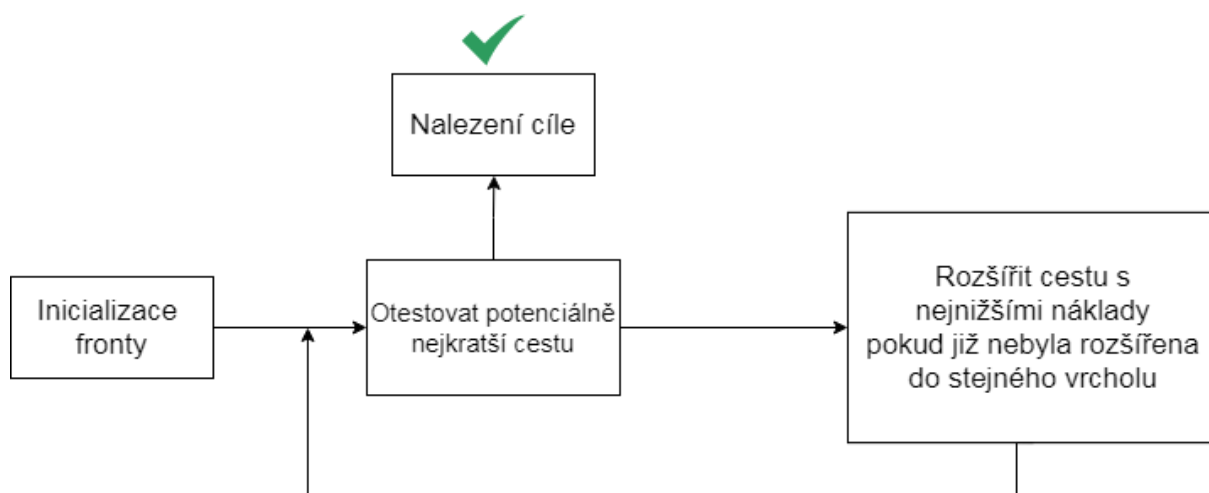 Nalezení cíle
Inicializace
fronty
Otestovat potenciálně
nejkratší cestu
Rozšířit cestu s
nejnižšími náklady
pokud již nebyla rozšířena
do stejného vrcholu